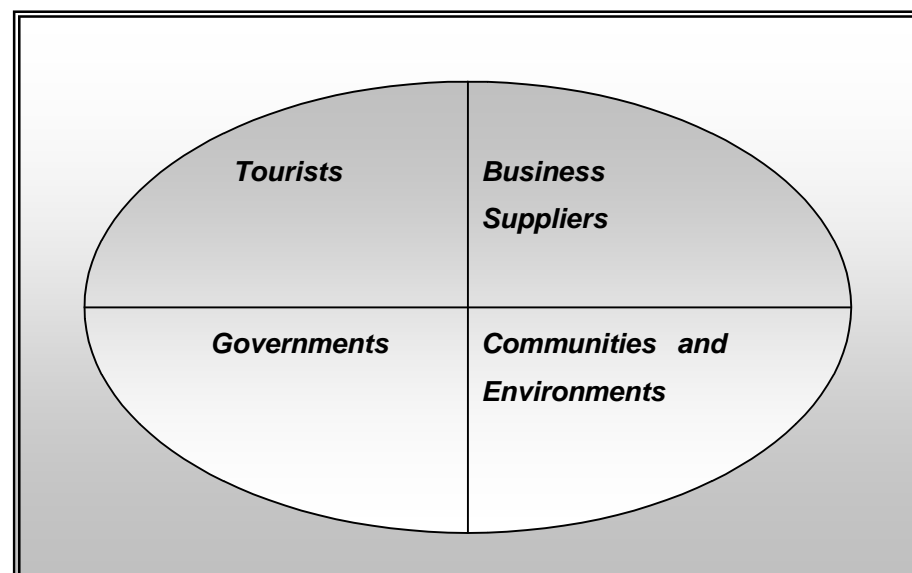 Tourists
Business
Suppliers
Governments
Communities and
Environments